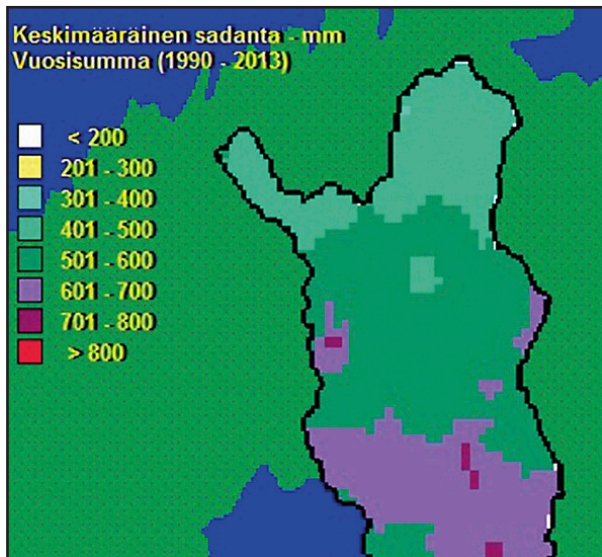 Keskimääräinen sadanta - mm
Vuosisumma (1990 - 2013)
< 200
201 - 300
301 - 400
401 - 500
501 - 600
601 - 700
701 - 800
> 800